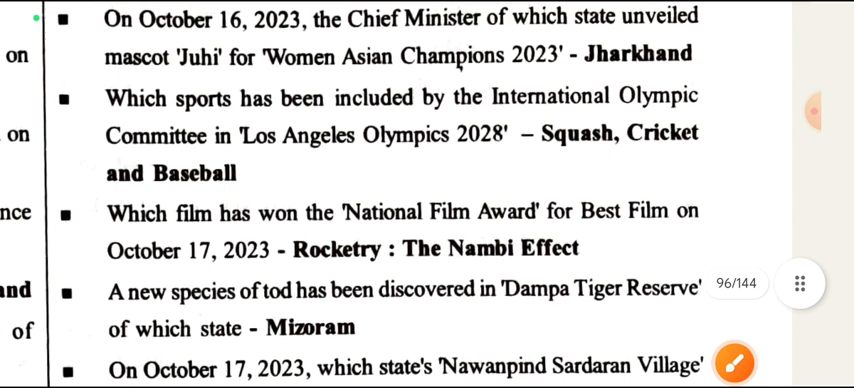 on
on
nce
and
of
■ On October 16, 2023, the Chief Minister of which state unveiled
mascot 'Juhi' for 'Women Asian Champions 2023' - Jharkhand
■ Which sports has been included by the International Olympic
Committee in 'Los Angeles Olympics 2028' – Squash, Cricket
and Baseball
■ Which film has won the 'National Film Award' for Best Film on
October 17, 2023 - Rocketry : The Nambi Effect
■ A new species of tod has been discovered in 'Dampa Tiger Reserve'
of which state - Mizoram
■ On October 17, 2023, which state's 'Nawanpind Sardaran Village'
96/144